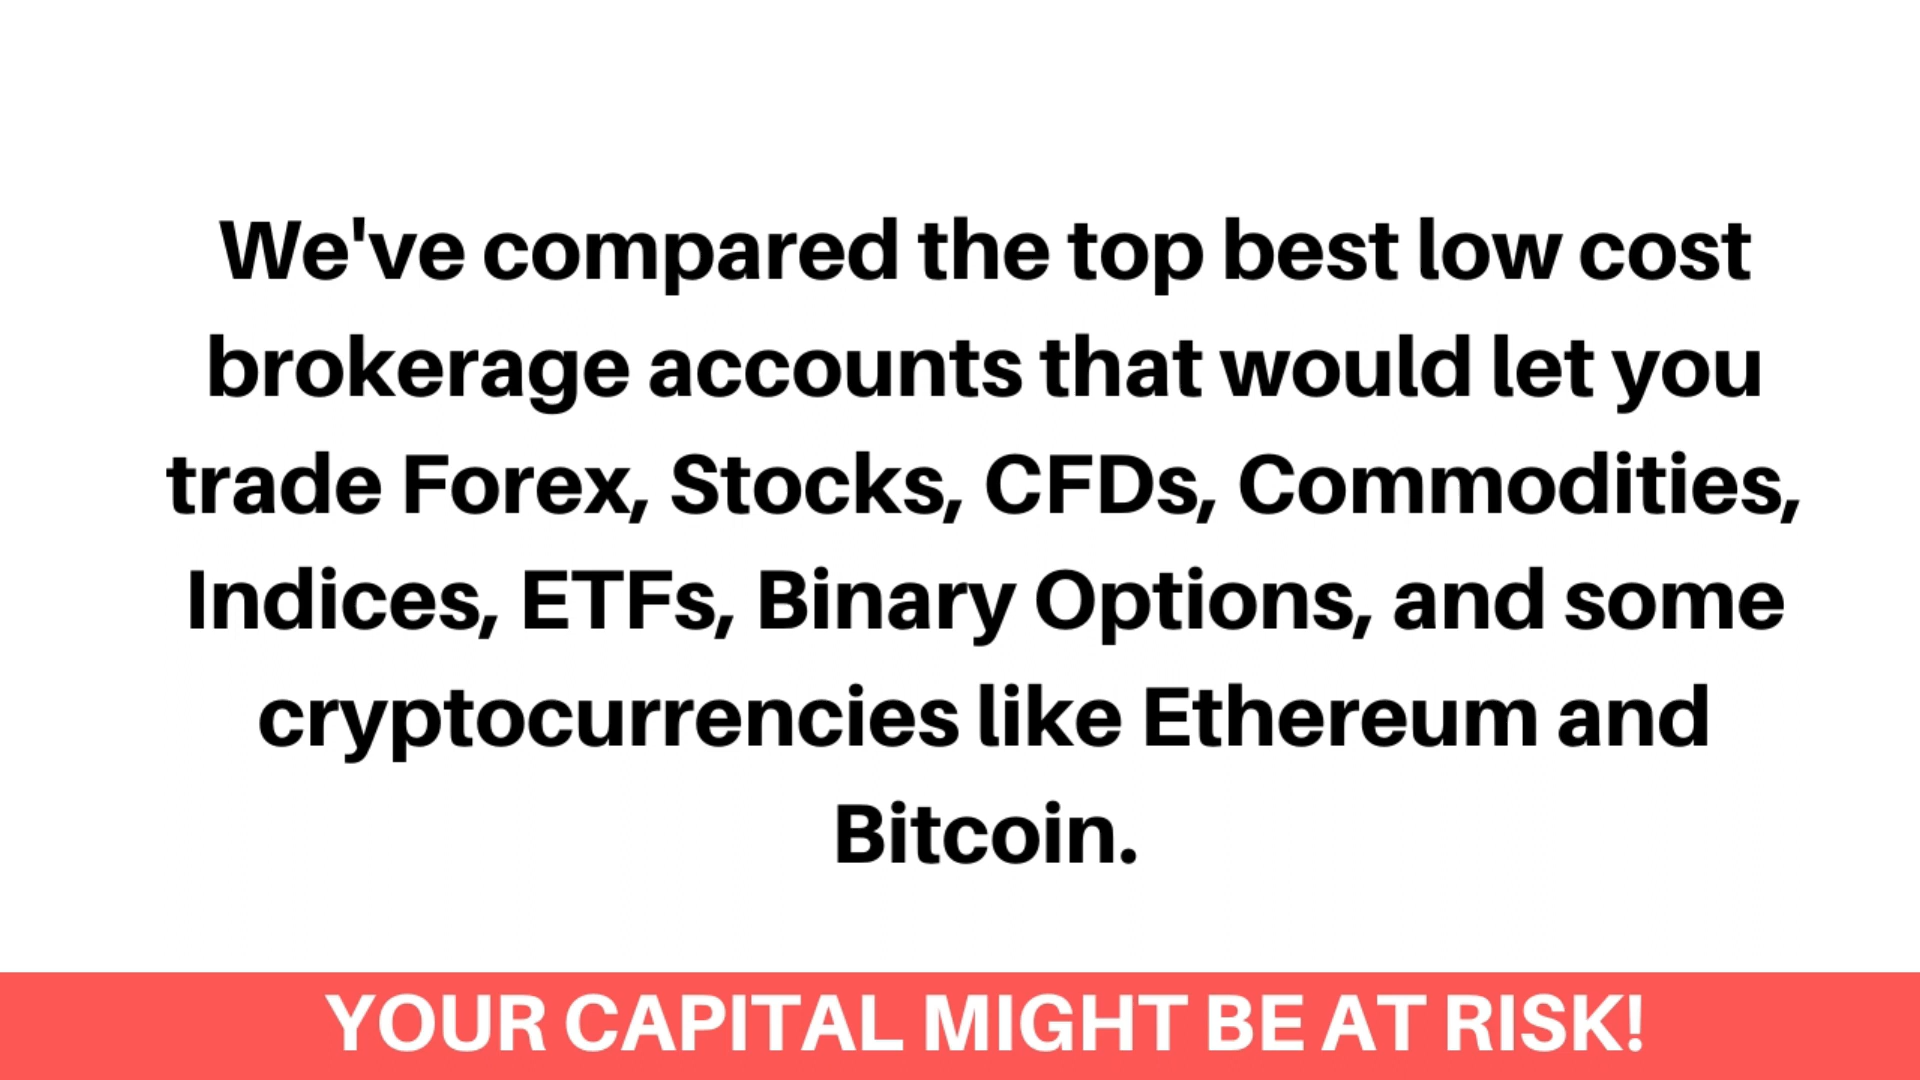 We've compared the top best low cost
brokerage accounts that would let you
trade Forex, Stocks, CFDs, Commodities,
Indices, ETFs, Binary Options, and some
cryptocurrencies like Ethereum and
Bitcoin.
YOUR CAPITAL MIGHT BE AT RISK!